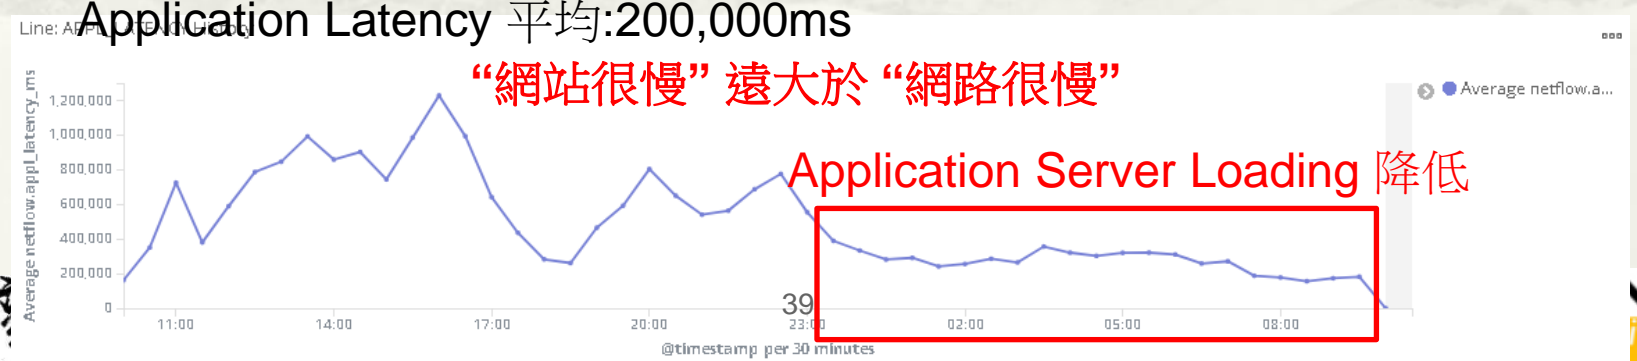 Application Latency 平均:200,000ms
Line: APPL_LATENCY History
“網站很慢” 遠大於 “網路很慢”
Average netflow.a...
Application Server Loading 降低
Average netflow.appl_latency_ms
1,200,000
1,000,000
800,000
600,000
400,000
200,000
0
11:00
14:00
17:00
20:00
23:00
02:00
05:00
08:00
39
@timestamp per 30 minutes